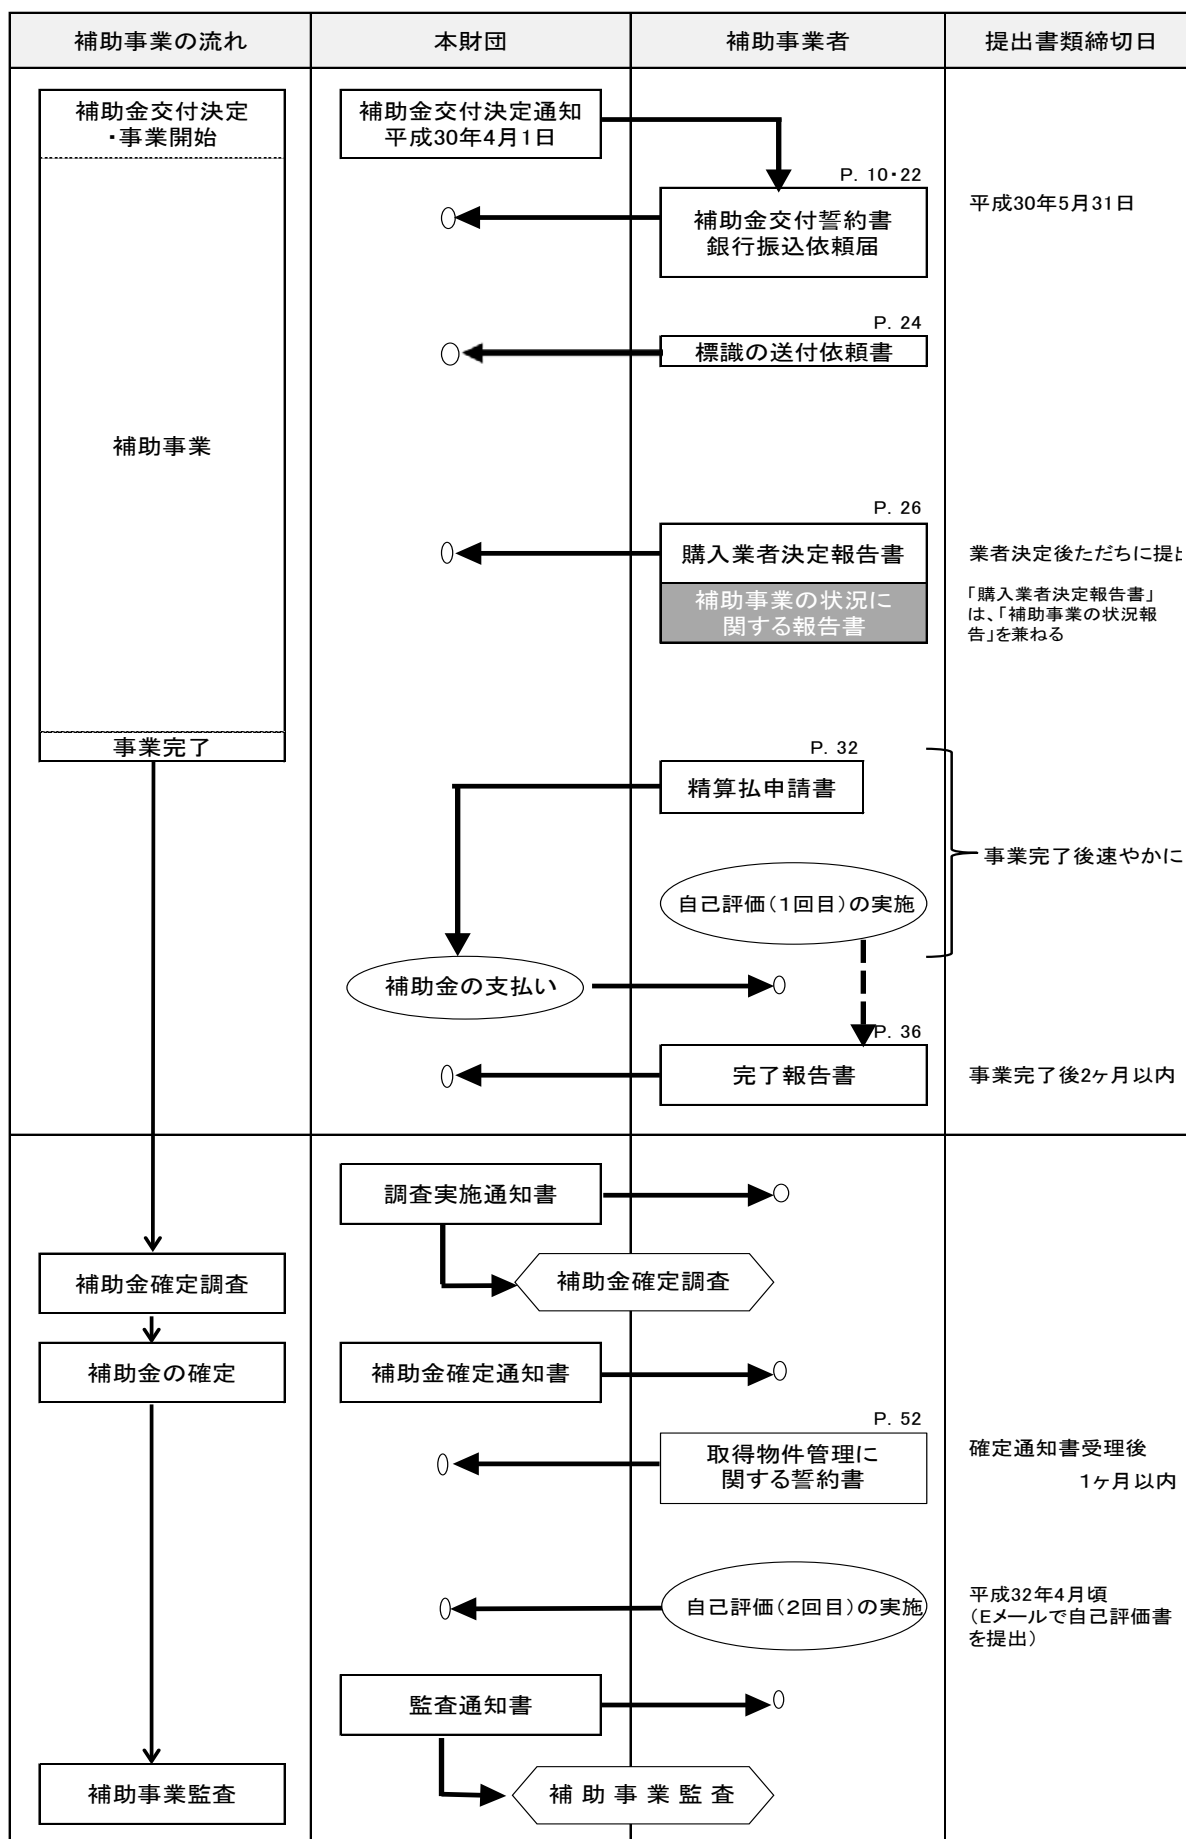 補助事業の流れ
本財団
補助事業者
提出書類締切日
補助金交付決定
・事業開始
補助金交付決定通知
平成30年4月1日
P. 10・22
補助金交付誓約書
銀行振込依頼届
平成30年5月31日
P. 24
標識の送付依頼書
補助事業
P. 26
購入業者決定報告書
業者決定後ただちに提
補助事業の状況に
関する報告書
「購入業者決定報告書」
は、「補助事業の状況報
告」を兼ねる
事業完了
P. 32
精算払申請書
事業完了後速やかに
自己評価(1回目)の実施
補助金の支払い
P. 36
完了報告書
事業完了後2ヶ月以内
調査実施通知書
補助金確定調査
補助金確定調査
補助金の確定
補助金確定通知書
P. 52
取得物件管理に
関する誓約書
確定通知書受理後
1ヶ月以内
自己評価(2回目)の実施
平成32年4月頃
(Eメールで自己評価書
を提出)
監査通知書
補助事業監査
補 助 事 業 監 査